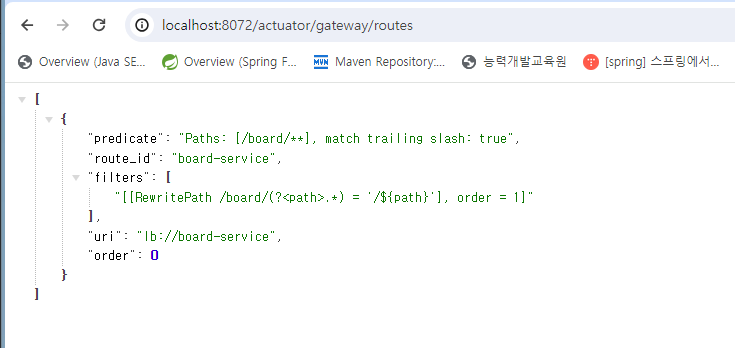 localhost:8072/actuator/gateway/routes
Overview (Java SE... Overview (Spring F... MVN Maven Repository:... 능력개발교육원 [spring] 스프링에서...
[
{
"predicate": "Paths: [/board/**], match trailing slash: true",
"route_id": "board-service",
"filters": [
"[[RewritePath /board/(?<path>.*) = '/${path}'], order = 1]"
],
"uri": "lb://board-service",
"order": 0
}
]